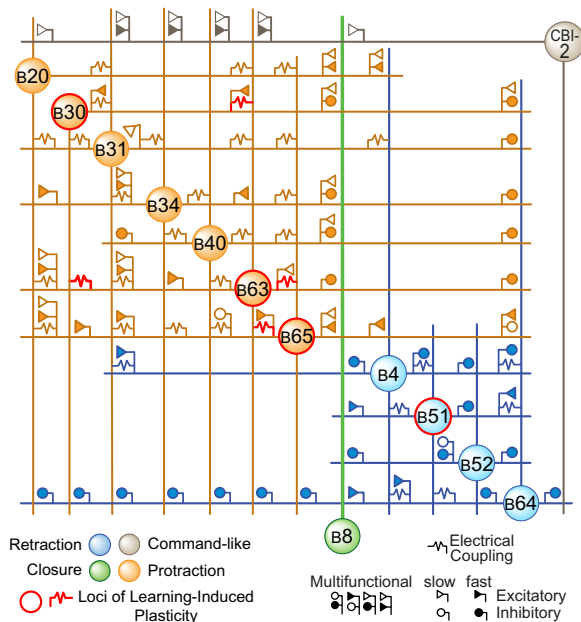 CBI-
2
B20
B30
B31
B34
B40
B63
B65
B4
B51
B52
B64
B8
Retraction Command-like
Closure Protraction
Loci of Learning-Induced
Plasticity
Electrical
Coupling
Multifunctional slow fast
Excitatory
Inhibitory